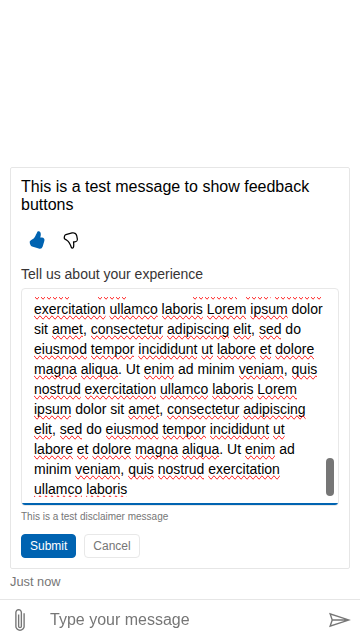 This is a test message to show feedback
buttons
Tell us about your experience
exercitation ullamco laboris Lorem ipsum dolor
sit amet, consectetur adipiscing elit, sed do
eiusmod tempor incididunt ut labore et dolore
magna aliqua. Ut enim ad minim veniam, quis
nostrud exercitation ullamco laboris Lorem
ipsum dolor sit amet, consectetur adipiscing
elit, sed do eiusmod tempor incididunt ut
labore et dolore magna aliqua. Ut enim ad
minim veniam, quis nostrud exercitation
ullamco laboris
This is a test disclaimer message
Submit Cancel
Just now
Type your message